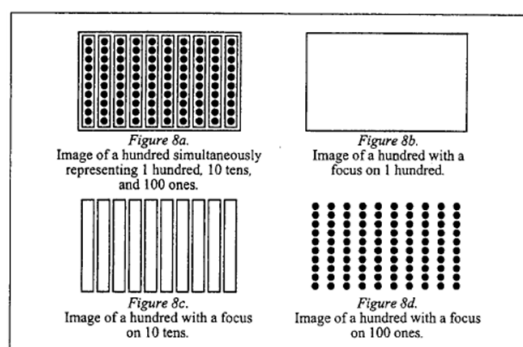 Figure 8a.
Image of a hundred simultaneously
representing 1 hundred, 10 tens,
and 100 ones.
Figure 8b.
Image of a hundred with a
focus on 1 hundred.
Figure 8c.
Image of a hundred with a focus
on 10 tens.
Figure 8d.
Image of a hundred with a focus
on 100 ones.